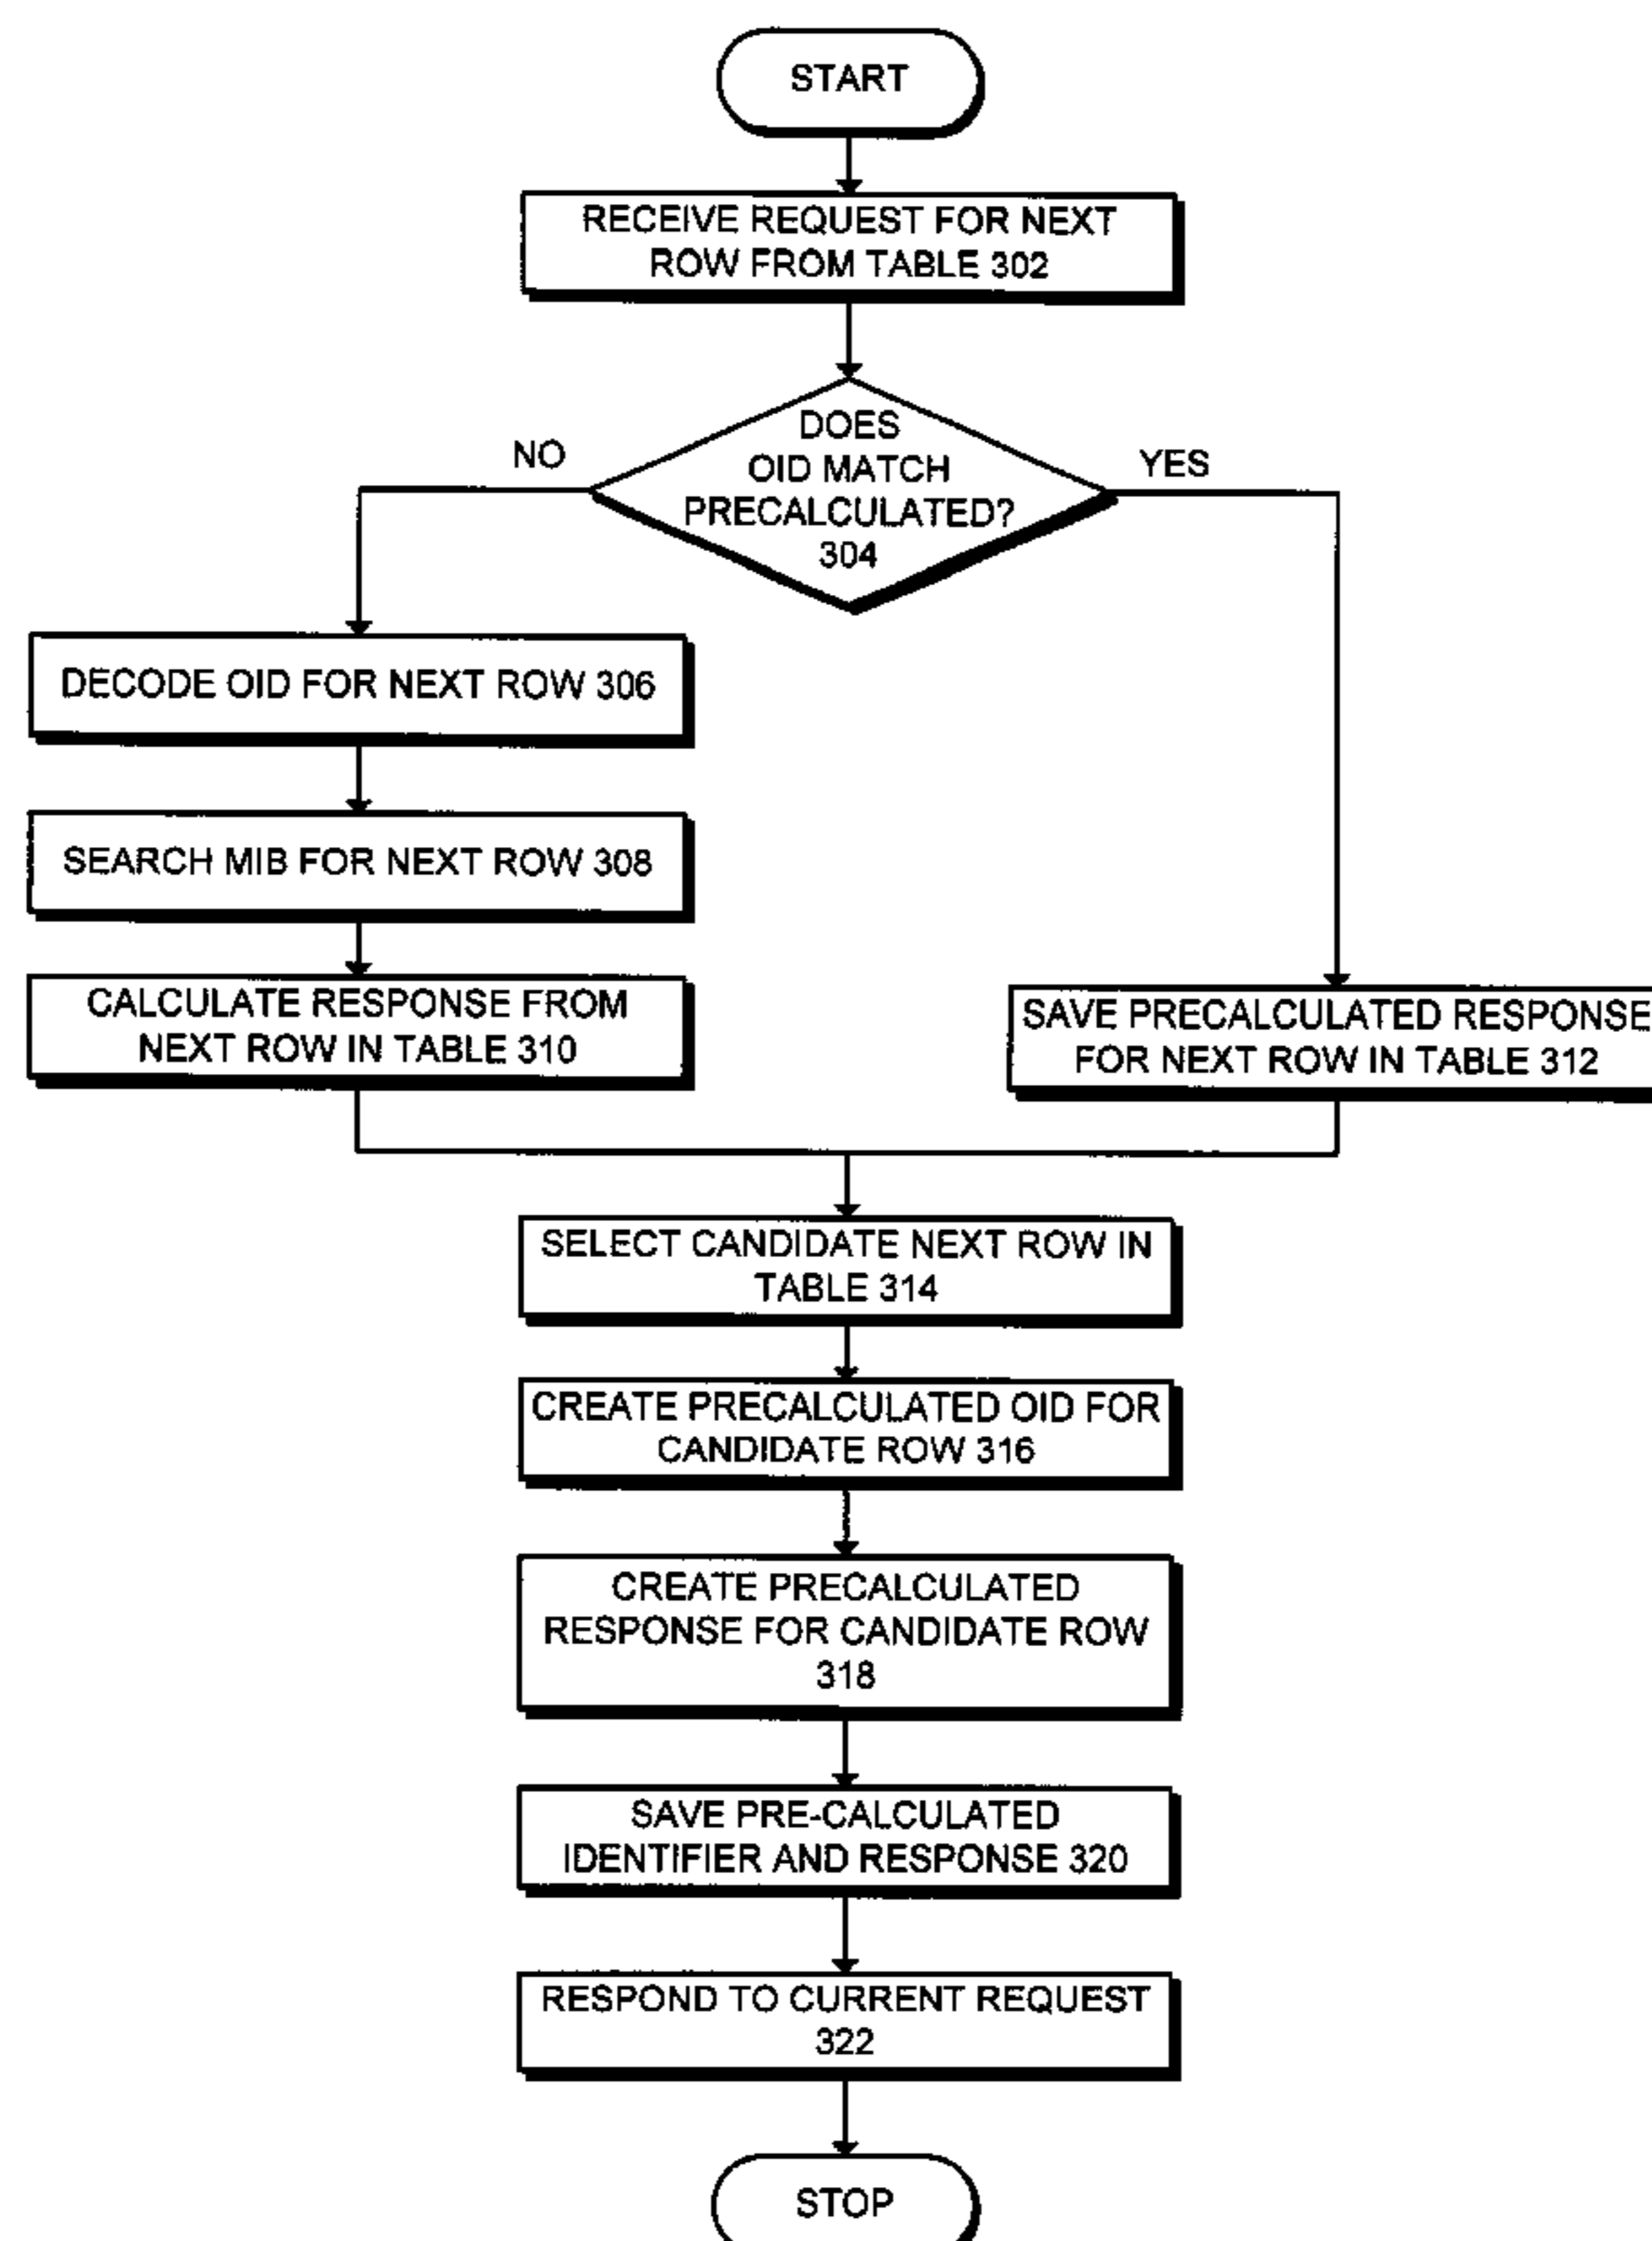 START
RECEIVE REQUEST FOR NEXT
ROW FROM TABLE 302
DOES
OID MATCH
PRECALCULATED?
304
NO
YES
DECODE OID FOR NEXT ROW 306
SEARCH MIB FOR NEXT ROW 308
CALCULATE RESPONSE FROM
NEXT ROW IN TABLE 310
SAVE PRECALCULATED RESPONSE
FOR NEXT ROW IN TABLE 312
SELECT CANDIDATE NEXT ROW IN
TABLE 314
CREATE PRECALCULATED OID FOR
CANDIDATE ROW 316
CREATE PRECALCULATED
RESPONSE FOR CANDIDATE ROW
318
SAVE PRE-CALCULATED
IDENTIFIER AND RESPONSE 320
RESPOND TO CURRENT REQUEST
322
STOP